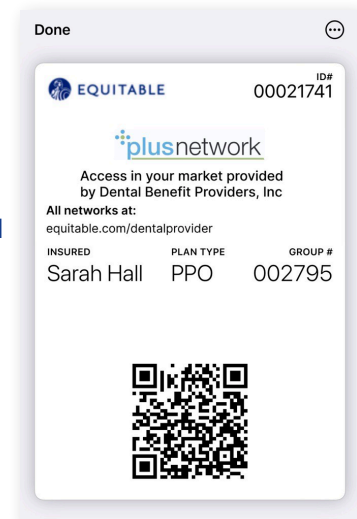 Done
EQUITABLE
ID#
00021741
plusnetwork
Access in your market provided
by Dental Benefit Providers, Inc
All networks at:
equitable.com/dentalprovider
INSURED PLAN TYPE GROUP #
Sarah Hall PPO 002795